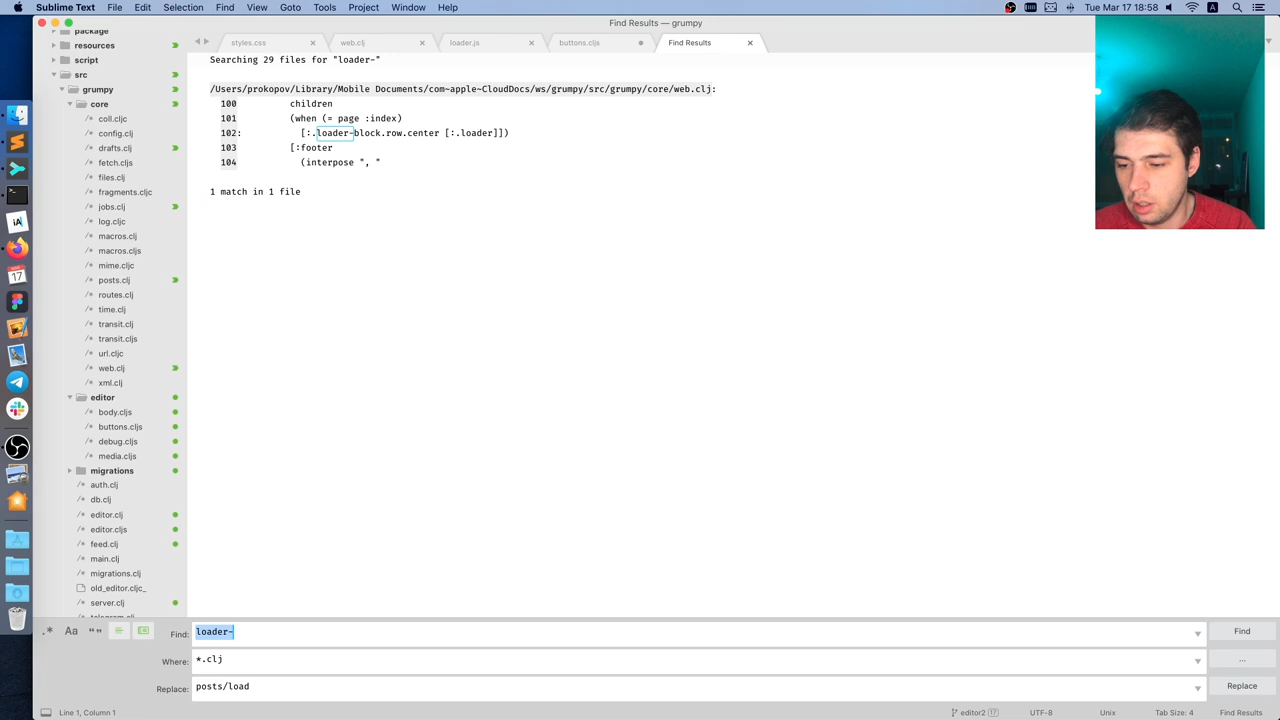 Sublime Text File Edit Selection Find View Goto Tools Project Window Help
Tue 17 Mar 18:58
Find Results — grumpy
styles.css
web.clj
loader.js
buttons.cljs
Find Results
package
resources
script
src
grumpy
core
coll.cljc
config.clj
drafts.clj
fetch.cljs
files.clj
fragments.cljc
jobs.clj
log.cljc
macros.clj
macros.cljs
mime.cljc
posts.clj
routes.clj
time.clj
transit.clj
transit.cljs
url.cljc
web.clj
xml.clj
editor
body.cljs
buttons.cljs
debug.cljs
media.cljs
migrations
auth.clj
db.clj
editor.clj
editor.cljs
feed.clj
main.clj
migrations.clj
old_editor.cljc_
server.clj
Searching 29 files for "loader-"
/Users/prokopov/Library/Mobile Documents/com~apple~CloudDocs/ws/grumpy/src/grumpy/core/web.clj:
100 children
101 (when (= page :index)
102: [:.loader-block.row.center [:.loader]])
103 [:footer
104 (interpose ", "
1 match in 1 file
.* Aa “” Find: loader- Find
Where: *.clj ...
Replace: posts/load Replace
Line 1, Column 1 editor2 17 UTF-8 Unix Tab Size: 4 Find Results